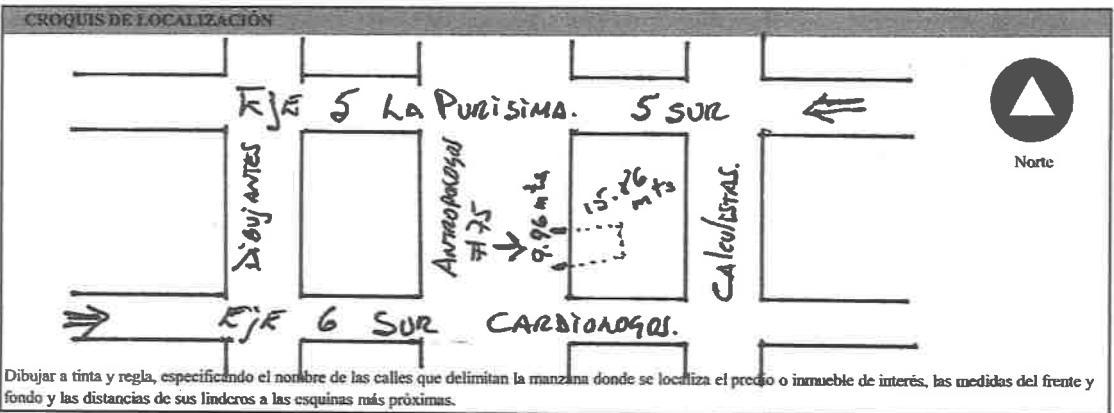 CROQUIS DE LOCALIZACIÓN
EJE 5 LA PURISIMA. 5 SUR
Norte
DIBUJANTES
ANTROPOLOGOS
#75
9.96 mts
15.76
mts
CALCULISTAS.
EJE 6 SUR CARDIOLOGOS.
Dibujar a tinta y regla, especificando el nombre de las calles que delimitan la manzana donde se localiza el predio o inmueble de interés, las medidas del frente y
fondo y las distancias de sus linderos a las esquinas más próximas.